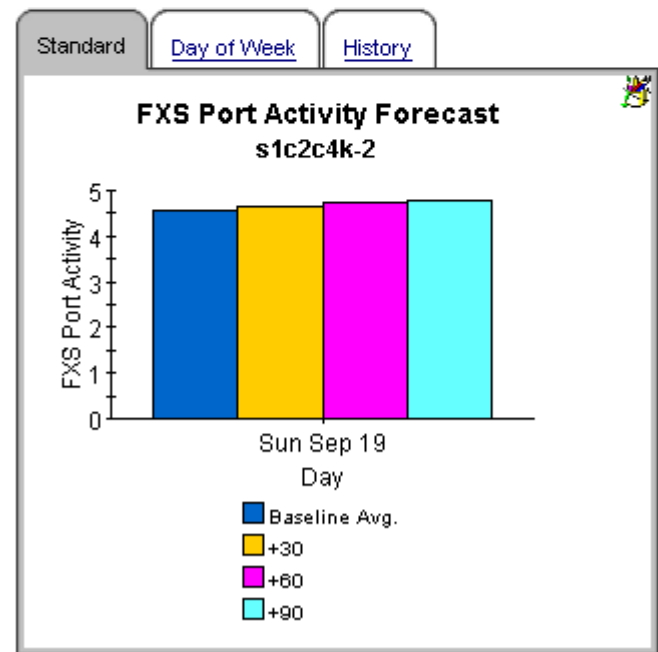 Standard
Day of Week
History
FXS Port Activity Forecast
s1c2c4k-2
FXS Port Activity
5
4
3
2
1
0
Sun Sep 19
Day
Baseline Avg.
+30
+60
+90